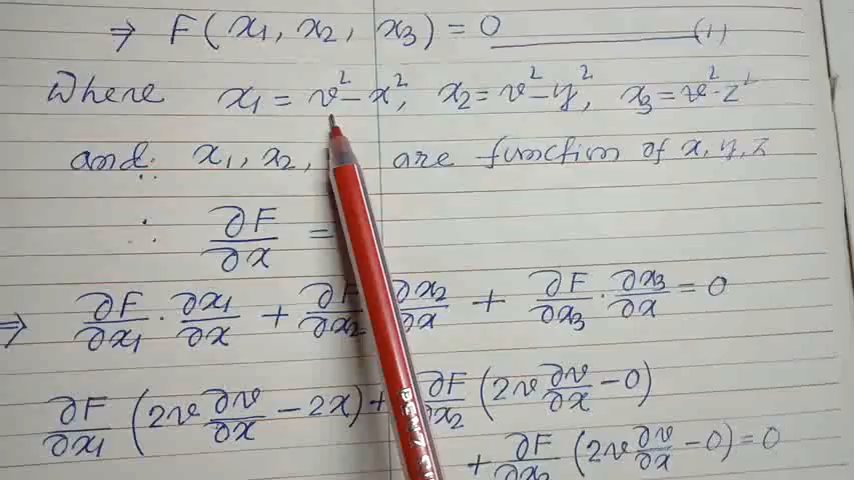 ⇒ F(x₁, x₂, x₃) = 0 ———— (1)
Where x₁ = v² - x², x₂ = v² - y², x₃ = v² - z²
and ∵ x₁, x₂, are function of x, y, z
∴ ∂F/∂x =
⇒ ∂F/∂x₁ · ∂x₁/∂x + ∂F/∂x₂ ∂x₂/∂x + ∂F/∂x₃ · ∂x₃/∂x = 0
∂F/∂x₁ (2v ∂v/∂x - 2x) + ∂F/∂x₂ (2v ∂v/∂x - 0)
+ ∂F/∂x₃ (2v ∂v/∂x - 0) = 0